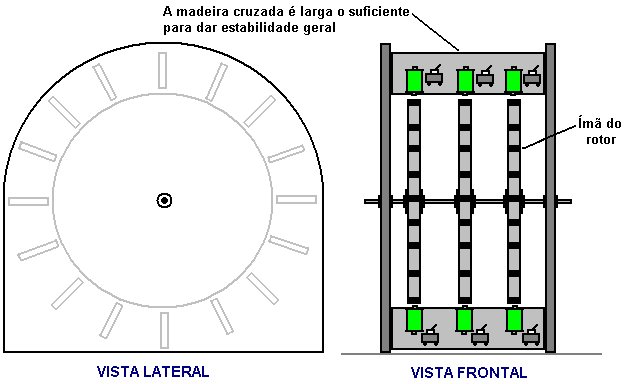 A madeira cruzada é larga o suficiente
para dar estabilidade geral
Ímã do
rotor
VISTA LATERAL
VISTA FRONTAL